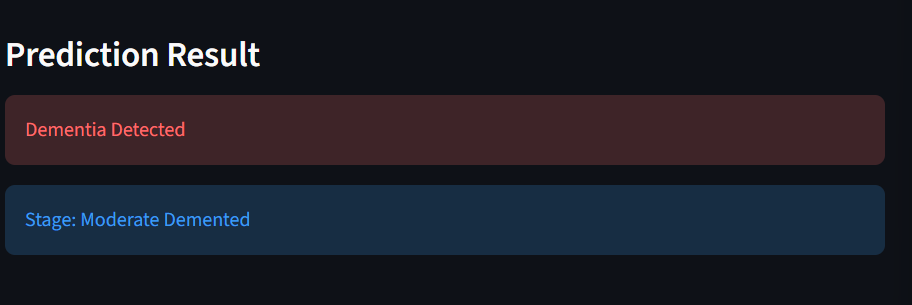 Prediction Result
Dementia Detected
Stage: Moderate Demented